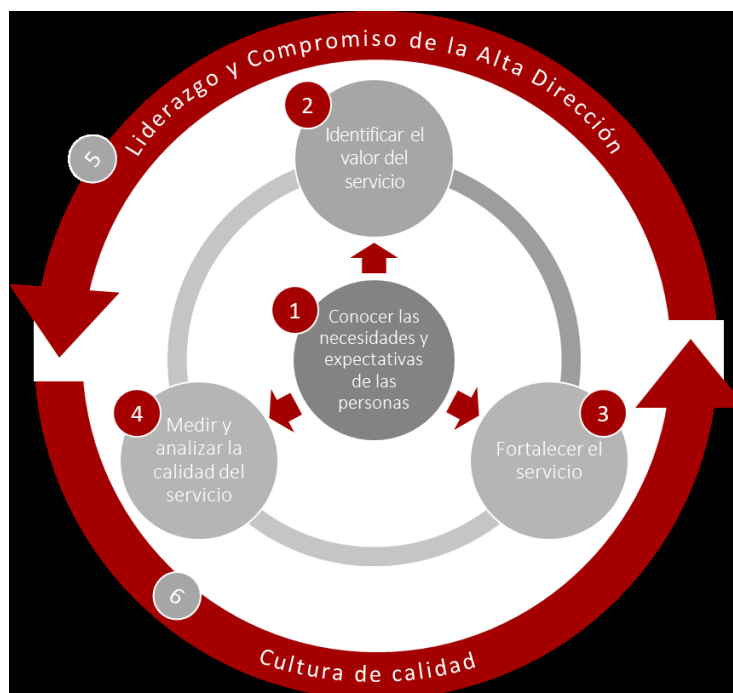 Liderazgo y Compromiso de la Alta Dirección
5
2
Identificar el
valor del
servicio
1
Conocer las
necesidades y
expectativas
de las
personas
4
Medir y
analizar la
calidad del
servicio
3
Fortalecer el
servicio
6
Cultura de calidad